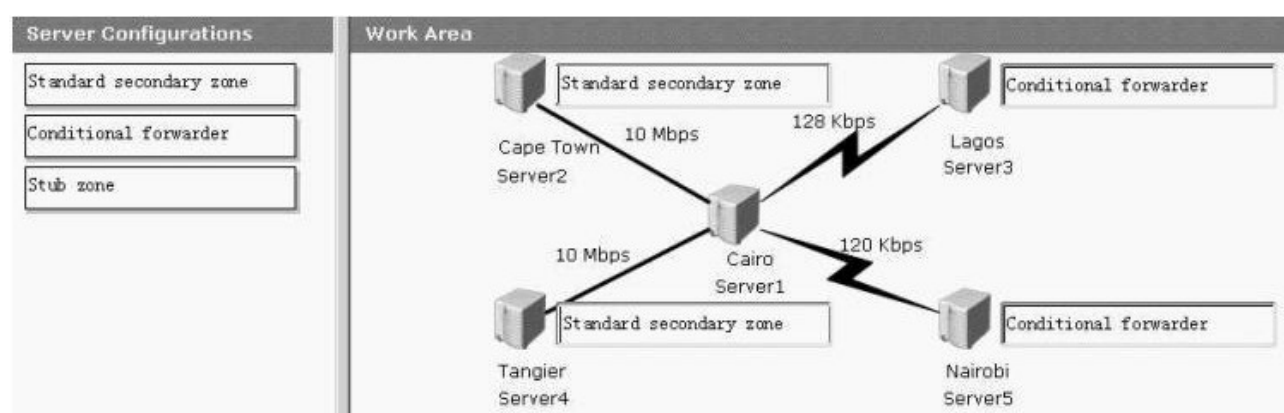 Server Configurations
Standard secondary zone
Conditional forwarder
Stub zone
Work Area
Standard secondary zone
Conditional forwarder
10 Mbps
128 Kbps
Cape Town
Server2
Lagos
Server3
10 Mbps
Cairo
Server1
120 Kbps
Standard secondary zone
Conditional forwarder
Tangier
Server4
Nairobi
Server5